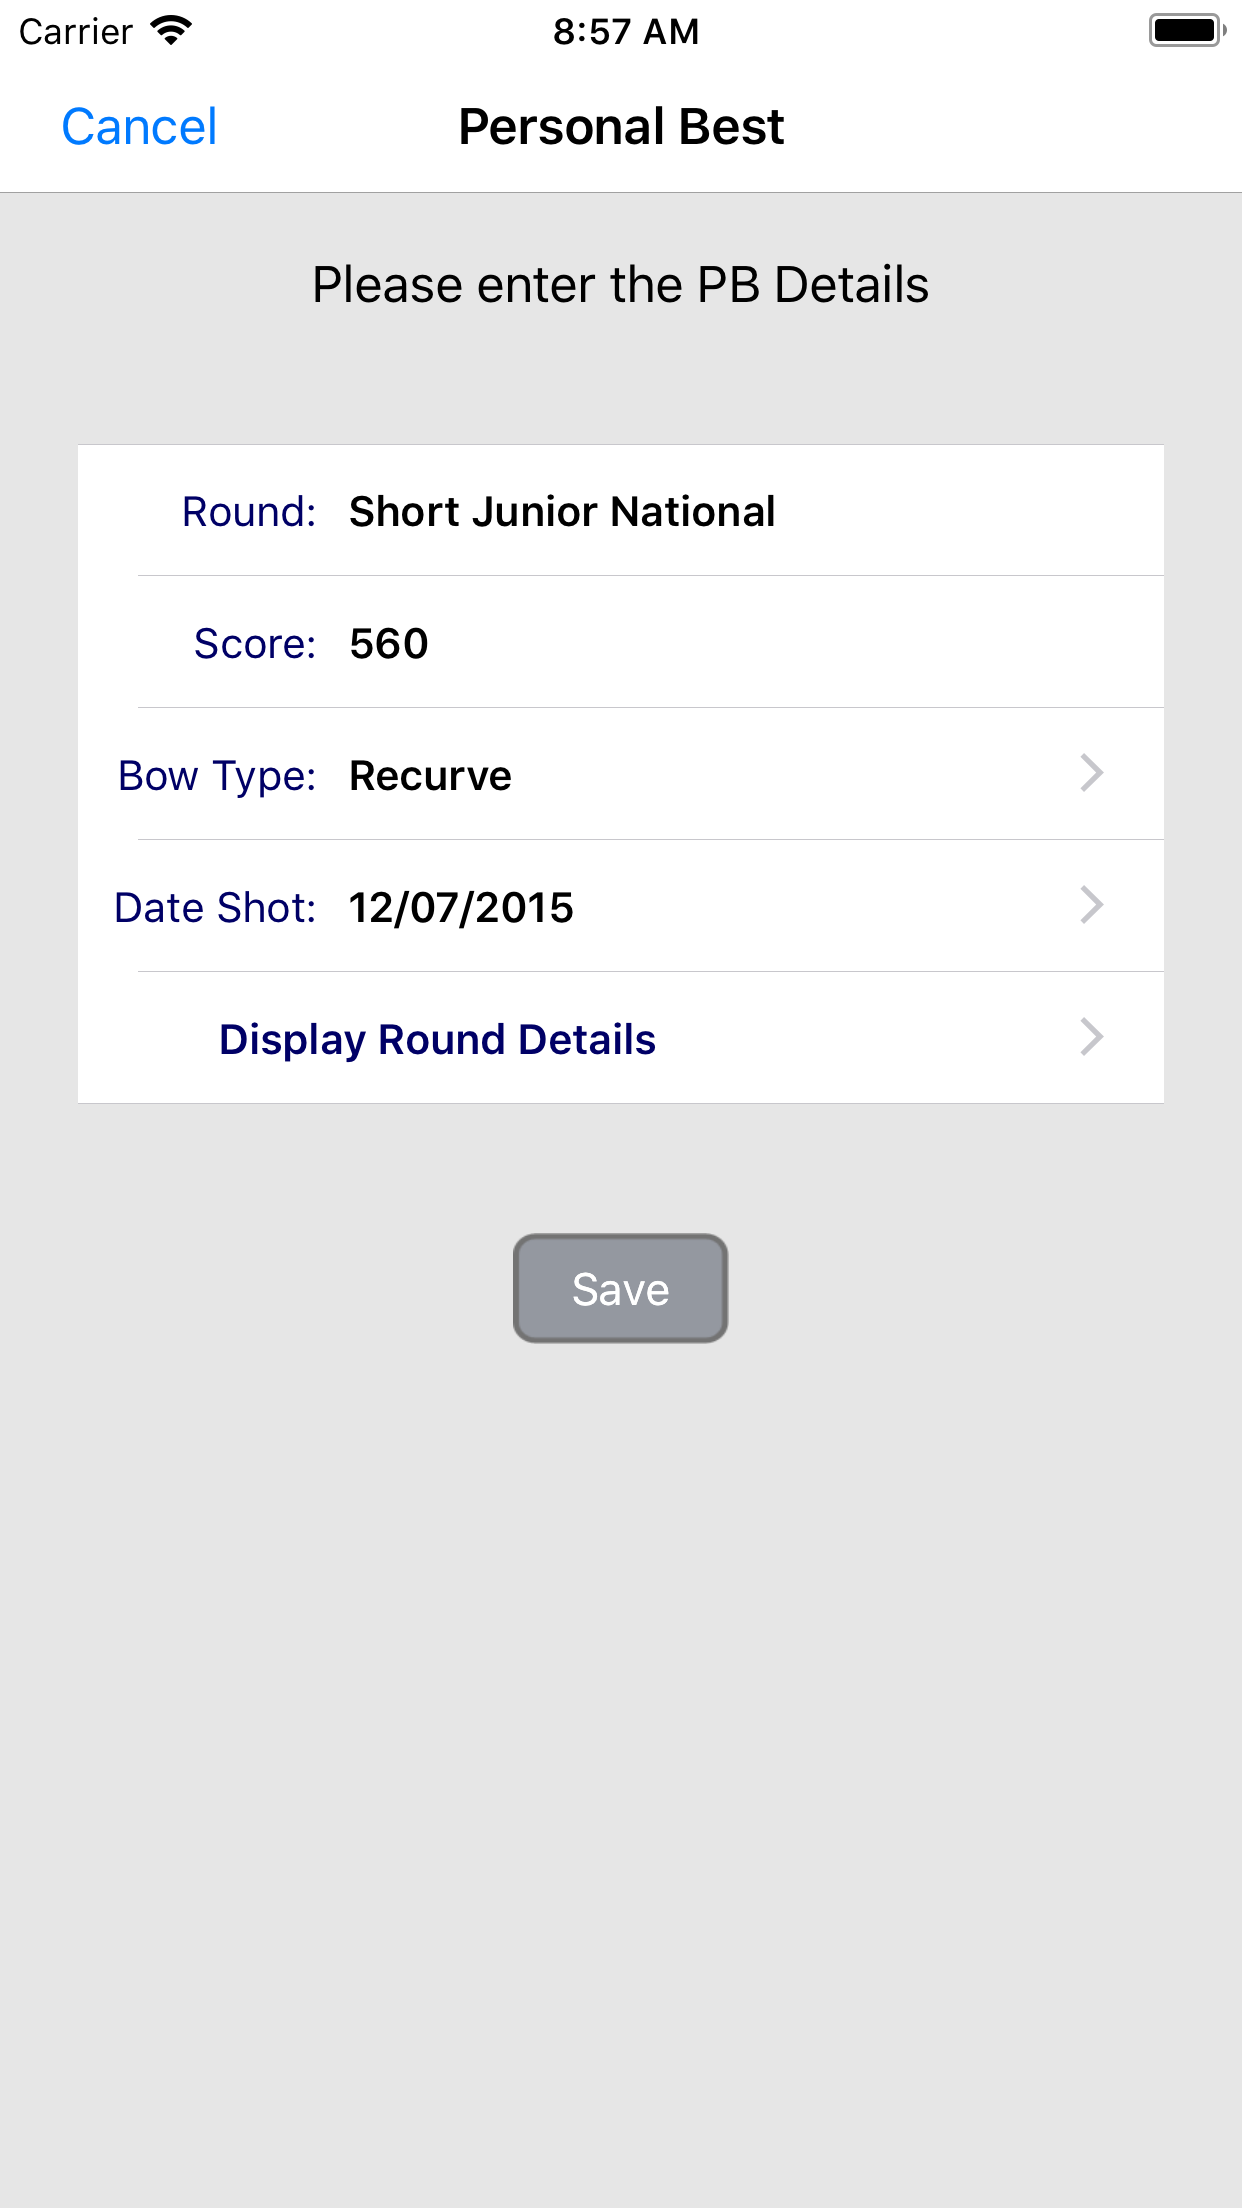 Carrier 8:57 AM
Cancel Personal Best
Please enter the PB Details
Round: Short Junior National
Score: 560
Bow Type: Recurve
Date Shot: 12/07/2015
Display Round Details
Save